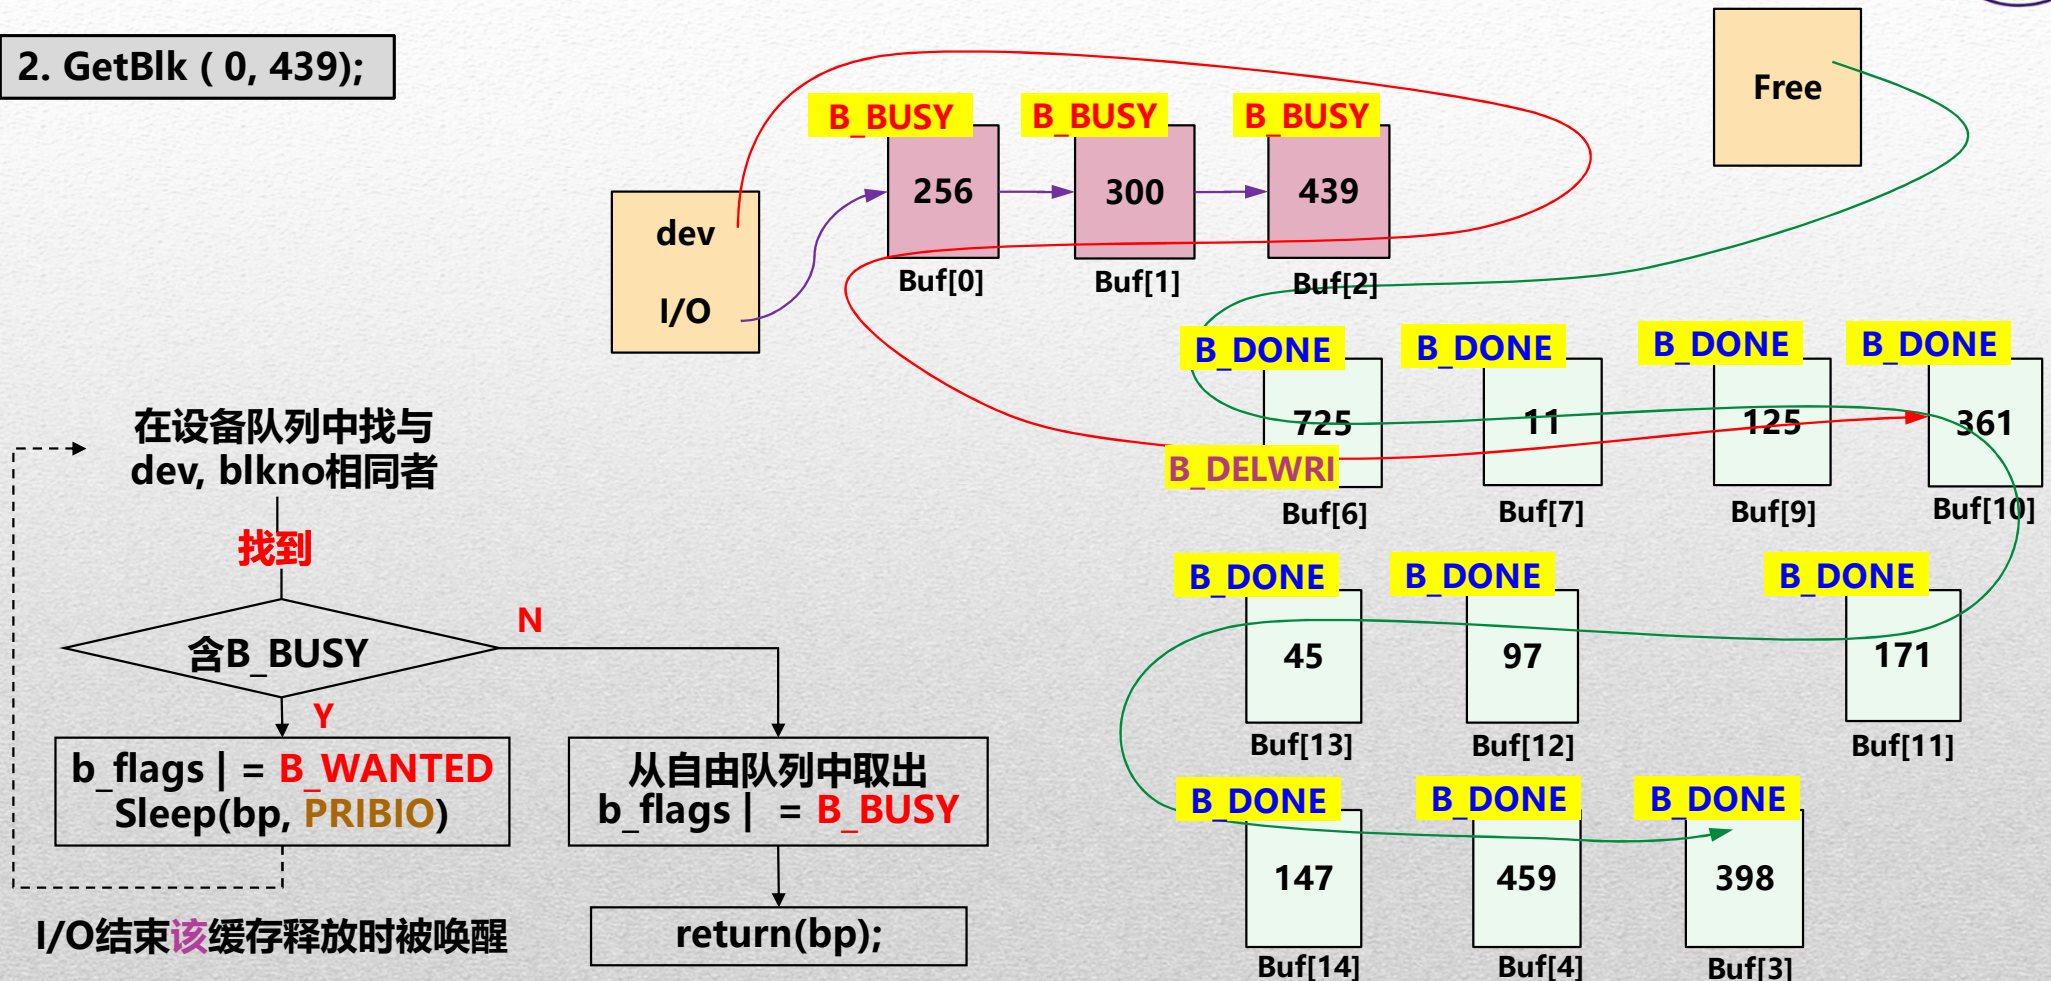 2. GetBlk ( 0, 439);
Free
B_BUSY
B_BUSY
B_BUSY
256
300
439
dev
I/O
Buf[0]
Buf[1]
Buf[2]
B_DONE
B_DONE
B_DONE
B_DONE
725
11
125
361
B_DELWRI
Buf[6]
Buf[7]
Buf[9]
Buf[10]
B_DONE
B_DONE
B_DONE
45
97
171
Buf[13]
Buf[12]
Buf[11]
B_DONE
B_DONE
B_DONE
147
459
398
Buf[14]
Buf[4]
Buf[3]
在设备队列中找与
dev, blkno相同者
找到
含B_BUSY
N
Y
b_flags | = B_WANTED
Sleep(bp, PRIBIO)
从自由队列中取出
b_flags | = B_BUSY
I/O结束该缓存释放时被唤醒
return(bp);